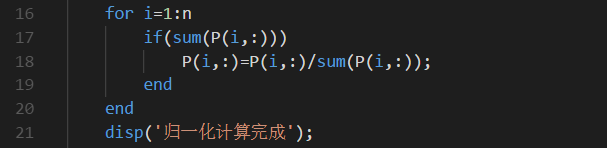 16 for i=1:n
17 if(sum(P(i,:)))
18 P(i,:)=P(i,:)/sum(P(i,:));
19 end
20 end
21 disp('归一化计算完成');